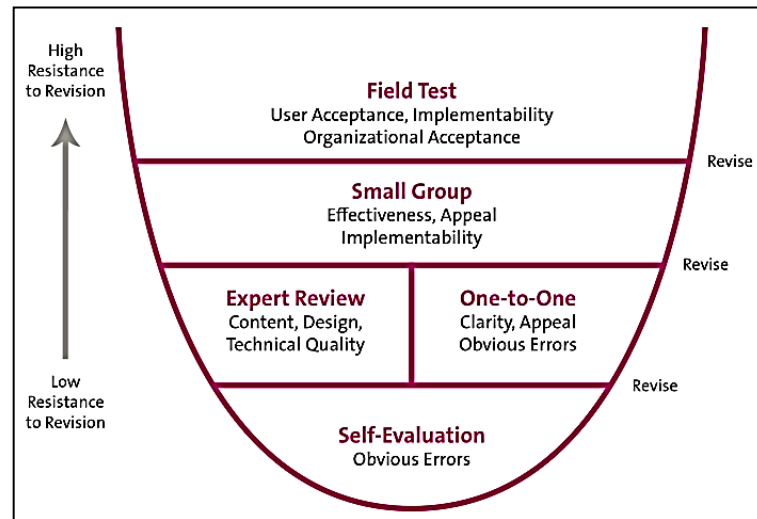 High
Resistance
to Revision
Field Test
User Acceptance, Implementability
Organizational Acceptance
Revise
Small Group
Effectiveness, Appeal
Implementability
Revise
Expert Review
Content, Design,
Technical Quality
One-to-One
Clarity, Appeal
Obvious Errors
Low
Resistance
to Revision
Revise
Self-Evaluation
Obvious Errors